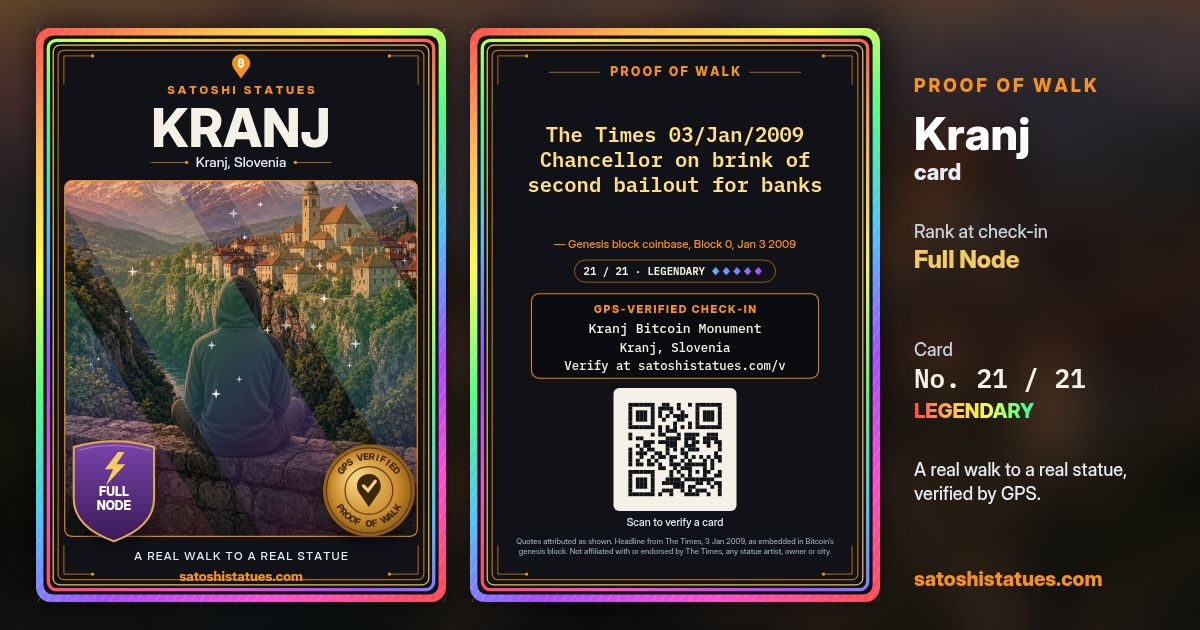 SATOSHI STATUES
KRANJ
Kranj, Slovenia
FULL
NODE
GPS VERIFIED
PROOF OF WALK
A REAL WALK TO A REAL STATUE
satoshistatues.com
PROOF OF WALK
The Times 03/Jan/2009
Chancellor on brink of
second bailout for banks
— Genesis block coinbase, Block 0, Jan 3 2009
21 / 21 · LEGENDARY
GPS-VERIFIED CHECK-IN
Kranj Bitcoin Monument
Kranj, Slovenia
Verify at satoshistatues.com/v
Scan to verify a card
Quotes attributed as shown. Headline from The Times, 3 Jan 2009, as embedded in Bitcoin's
genesis block. Not affiliated with or endorsed by The Times, any statue artist, owner or city.
PROOF OF WALK
Kranj
card
Rank at check-in
Full Node
Card
No. 21 / 21
LEGENDARY
A real walk to a real statue,
verified by GPS.
satoshistatues.com